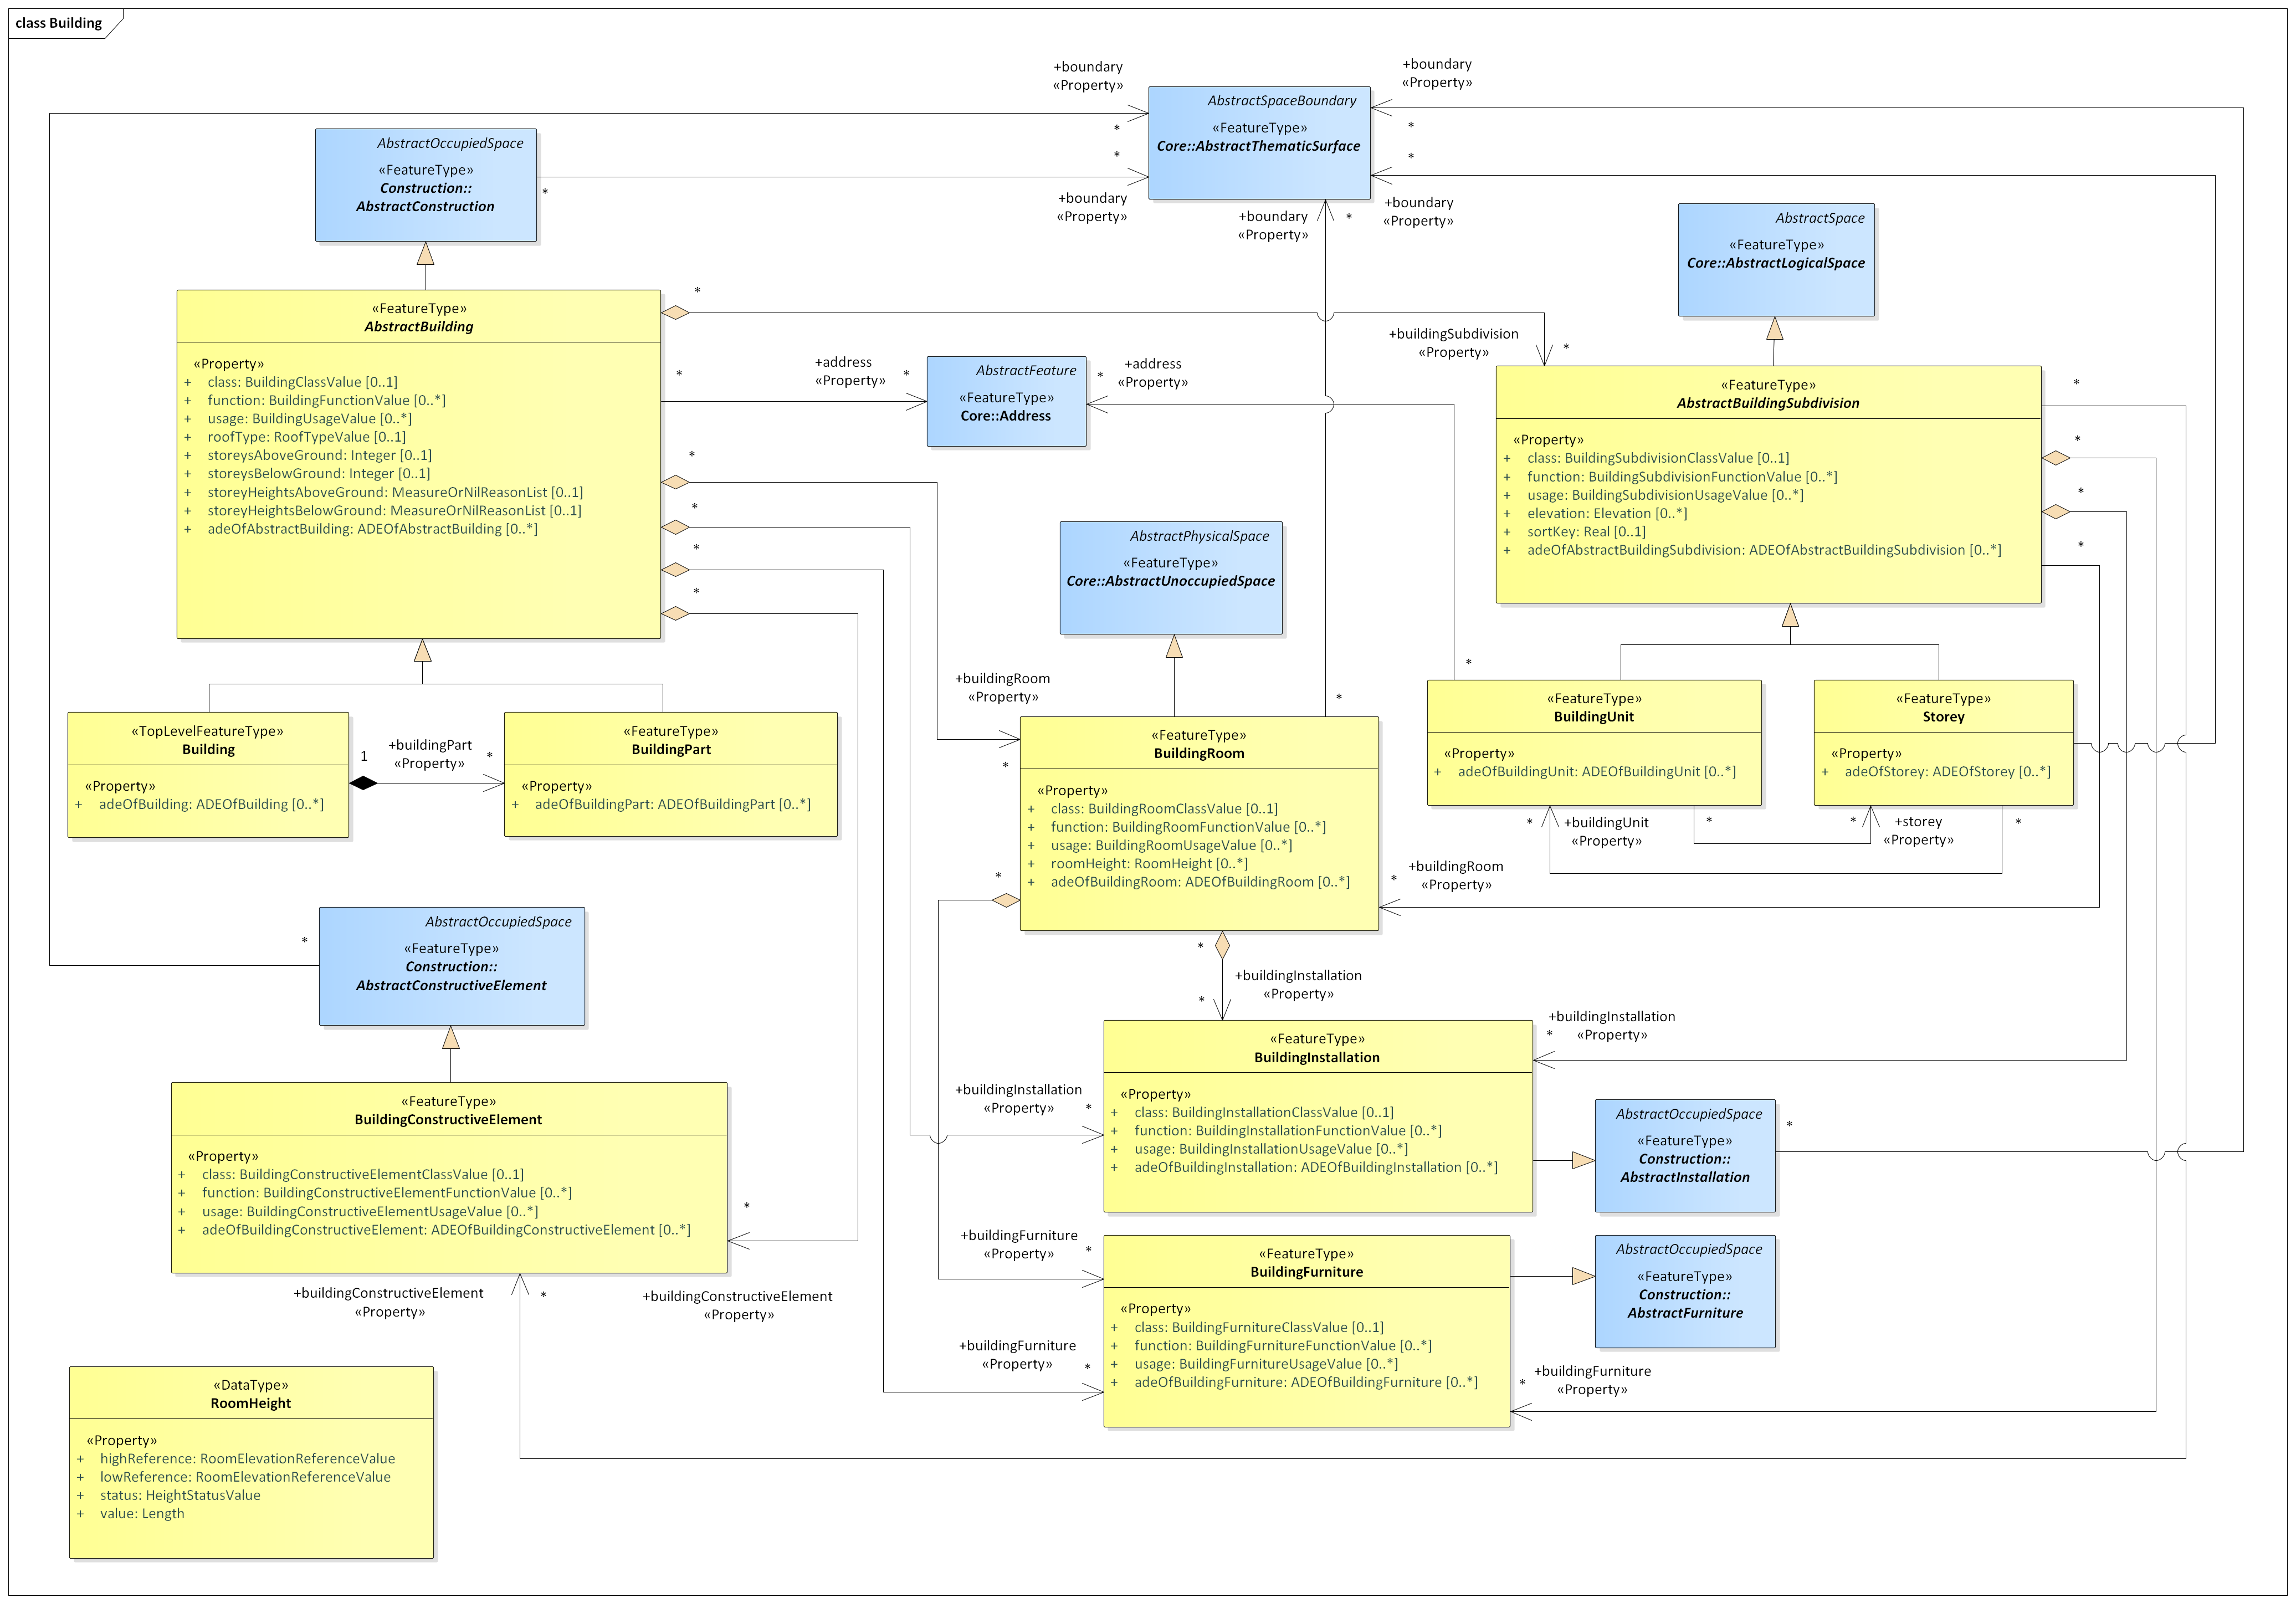 class Building
+boundary
«Property»
*
*
+boundary
«Property»
AbstractSpaceBoundary
«FeatureType»
Core::AbstractThematicSurface
+boundary
«Property»
*
*
+boundary
«Property»
+boundary
«Property»
*
AbstractOccupiedSpace
«FeatureType»
Construction::
AbstractConstruction
*
AbstractSpace
«FeatureType»
Core::AbstractLogicalSpace
«FeatureType»
AbstractBuilding
«Property»
+ class: BuildingClassValue [0..1]
+ function: BuildingFunctionValue [0..*]
+ usage: BuildingUsageValue [0..*]
+ roofType: RoofTypeValue [0..1]
+ storeysAboveGround: Integer [0..1]
+ storeysBelowGround: Integer [0..1]
+ storeyHeightsAboveGround: MeasureOrNilReasonList [0..1]
+ storeyHeightsBelowGround: MeasureOrNilReasonList [0..1]
+ adeOfAbstractBuilding: ADEOfAbstractBuilding [0..*]
*
*
*
*
*
*
+address
«Property»
*
AbstractFeature
«FeatureType»
Core::Address
*
+address
«Property»
+buildingSubdivision
«Property»
*
«FeatureType»
AbstractBuildingSubdivision
«Property»
+ class: BuildingSubdivisionClassValue [0..1]
+ function: BuildingSubdivisionFunctionValue [0..*]
+ usage: BuildingSubdivisionUsageValue [0..*]
+ elevation: Elevation [0..*]
+ sortKey: Real [0..1]
+ adeOfAbstractBuildingSubdivision: ADEOfAbstractBuildingSubdivision [0..*]
*
*
*
*
AbstractPhysicalSpace
«FeatureType»
Core::AbstractUnoccupiedSpace
«TopLevelFeatureType»
Building
«Property»
+ adeOfBuilding: ADEOfBuilding [0..*]
1
+buildingPart
«Property»
*
«FeatureType»
BuildingPart
«Property»
+ adeOfBuildingPart: ADEOfBuildingPart [0..*]
+buildingRoom
«Property»
*
*
«FeatureType»
BuildingRoom
«Property»
+ class: BuildingRoomClassValue [0..1]
+ function: BuildingRoomFunctionValue [0..*]
+ usage: BuildingRoomUsageValue [0..*]
+ roomHeight: RoomHeight [0..*]
+ adeOfBuildingRoom: ADEOfBuildingRoom [0..*]
*
*
*
«FeatureType»
BuildingUnit
«Property»
+ adeOfBuildingUnit: ADEOfBuildingUnit [0..*]
«FeatureType»
Storey
«Property»
+ adeOfStorey: ADEOfStorey [0..*]
*
+buildingUnit
«Property»
*
*
+storey
«Property»
*
*
+buildingRoom
«Property»
AbstractOccupiedSpace
«FeatureType»
Construction::
AbstractConstructiveElement
*
+buildingInstallation
«Property»
*
+buildingInstallation
«Property»
*
+buildingInstallation
«Property»
*
«FeatureType»
BuildingInstallation
«Property»
+ class: BuildingInstallationClassValue [0..1]
+ function: BuildingInstallationFunctionValue [0..*]
+ usage: BuildingInstallationUsageValue [0..*]
+ adeOfBuildingInstallation: ADEOfBuildingInstallation [0..*]
AbstractOccupiedSpace
«FeatureType»
Construction::
AbstractInstallation
*
«FeatureType»
BuildingConstructiveElement
«Property»
+ class: BuildingConstructiveElementClassValue [0..1]
+ function: BuildingConstructiveElementFunctionValue [0..*]
+ usage: BuildingConstructiveElementUsageValue [0..*]
+ adeOfBuildingConstructiveElement: ADEOfBuildingConstructiveElement [0..*]
*
+buildingConstructiveElement
«Property»
*
+buildingConstructiveElement
«Property»
+buildingFurniture
«Property»
*
+buildingFurniture
«Property»
*
«FeatureType»
BuildingFurniture
«Property»
+ class: BuildingFurnitureClassValue [0..1]
+ function: BuildingFurnitureFunctionValue [0..*]
+ usage: BuildingFurnitureUsageValue [0..*]
+ adeOfBuildingFurniture: ADEOfBuildingFurniture [0..*]
AbstractOccupiedSpace
«FeatureType»
Construction::
AbstractFurniture
*
+buildingFurniture
«Property»
«DataType»
RoomHeight
«Property»
+ highReference: RoomElevationReferenceValue
+ lowReference: RoomElevationReferenceValue
+ status: HeightStatusValue
+ value: Length